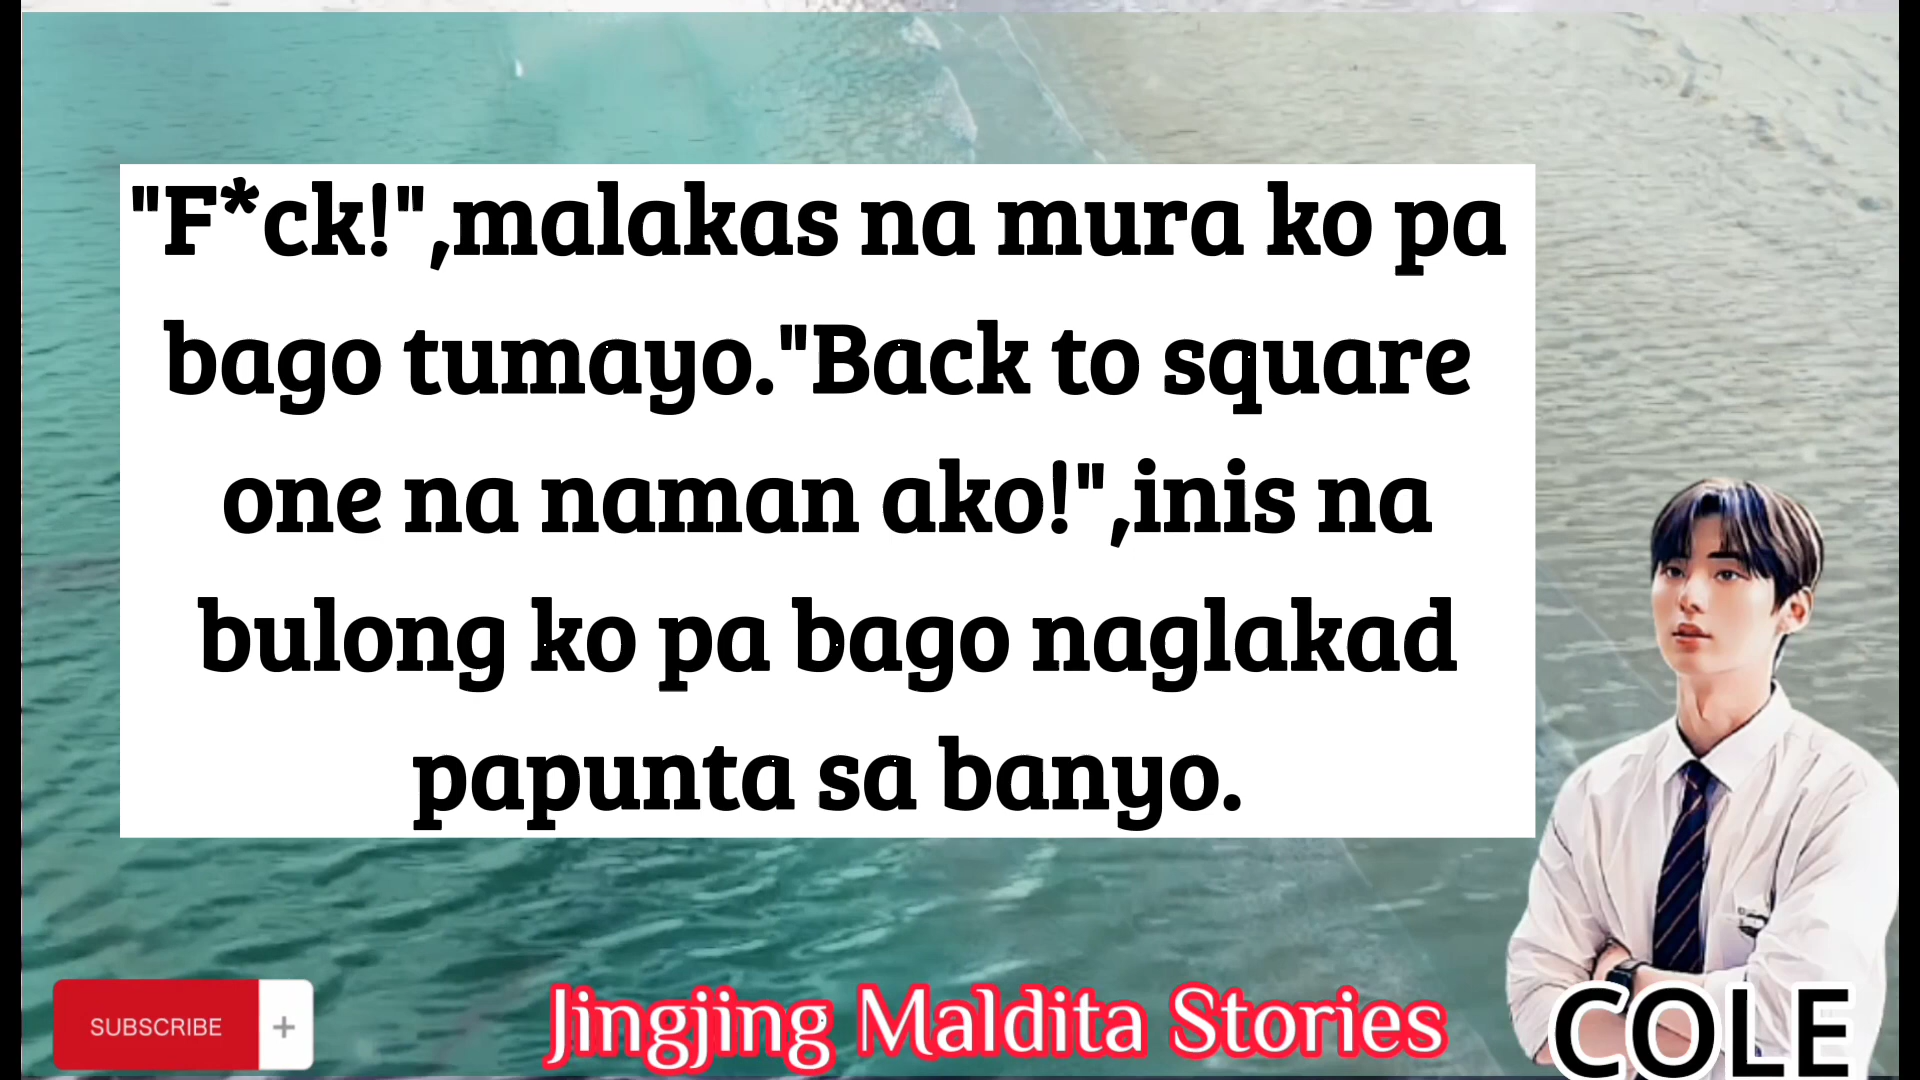 "F*ck!",malakas na mura ko pa
bago tumayo."Back to square
one na naman ako!",inis na
bulong ko pa bago naglakad
papunta sa banyo.
SUBSCRIBE +
Jingjing Maldita Stories
COLE